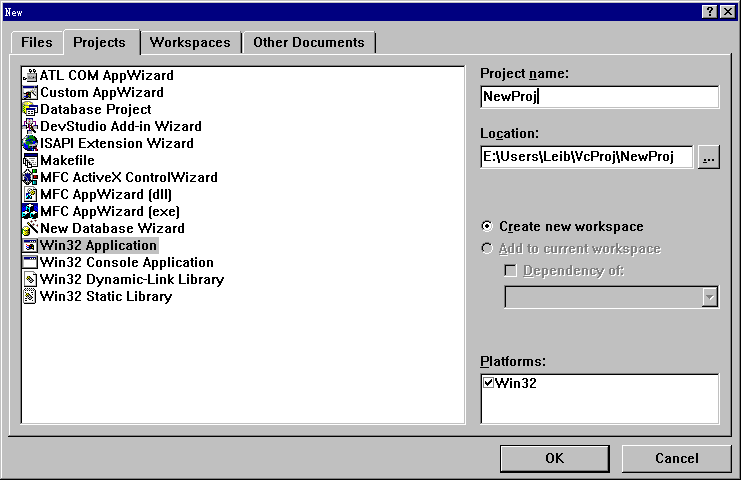 New
Files
Projects
Workspaces
Other Documents
ATL COM AppWizard
Custom AppWizard
Database Project
DevStudio Add-in Wizard
ISAPI Extension Wizard
Makefile
MFC ActiveX ControlWizard
MFC AppWizard (dll)
MFC AppWizard (exe)
New Database Wizard
Win32 Application
Win32 Console Application
Win32 Dynamic-Link Library
Win32 Static Library
Project name:
NewProj
Location:
E:\Users\Leib\VcProj\NewProj
...
Create new workspace
Add to current workspace
Dependency of:
Platforms:
Win32
OK
Cancel